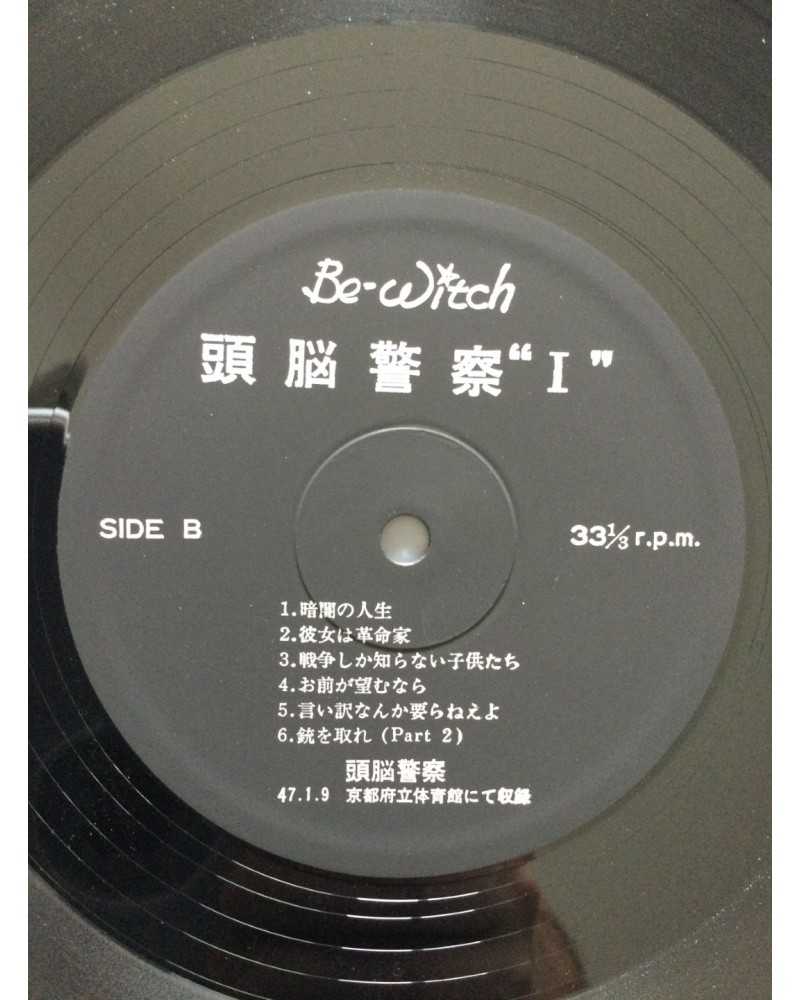 Be-Witch
頭脳警察“I”
SIDE B
33⅓ r.p.m.
1.暗闇の人生
2.彼女は革命家
3.戦争しか知らない子供たち
4.お前が望むなら
5.言い訳なんか要らねえよ
6.銃を取れ (Part 2)
頭脳警察
47.1.9 京都府立体育館にて収録